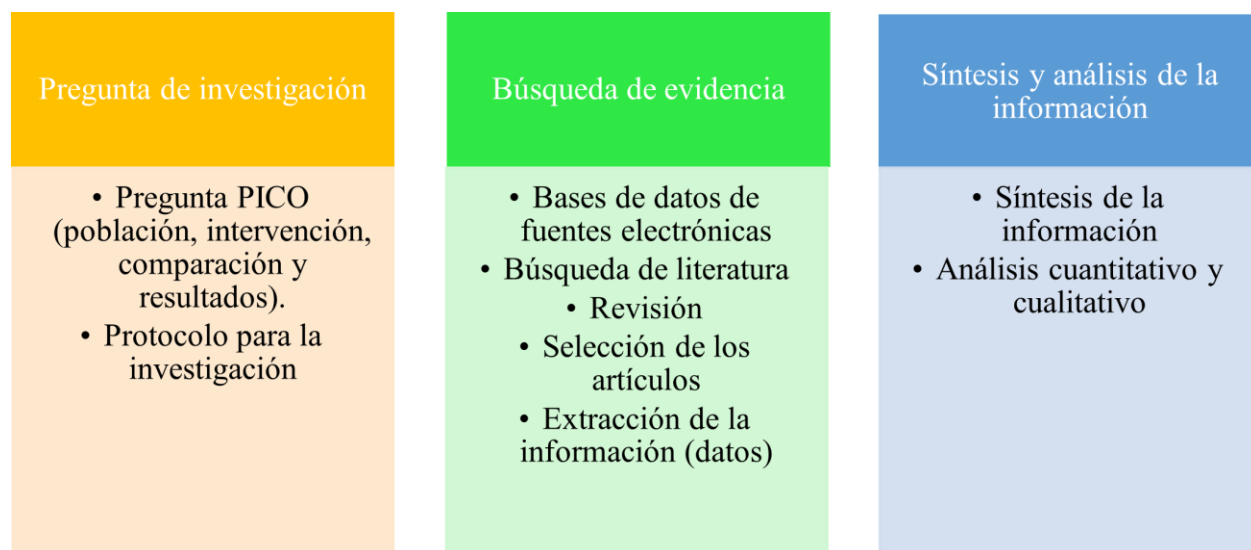 Pregunta de investigación
• Pregunta PICO
(población, intervención,
comparación y
resultados).
• Protocolo para la
investigación
Búsqueda de evidencia
• Bases de datos de
fuentes electrónicas
• Búsqueda de literatura
• Revisión
• Selección de los
artículos
• Extracción de la
información (datos)
Síntesis y análisis de la
información
• Síntesis de la
información
• Análisis cuantitativo y
cualitativo